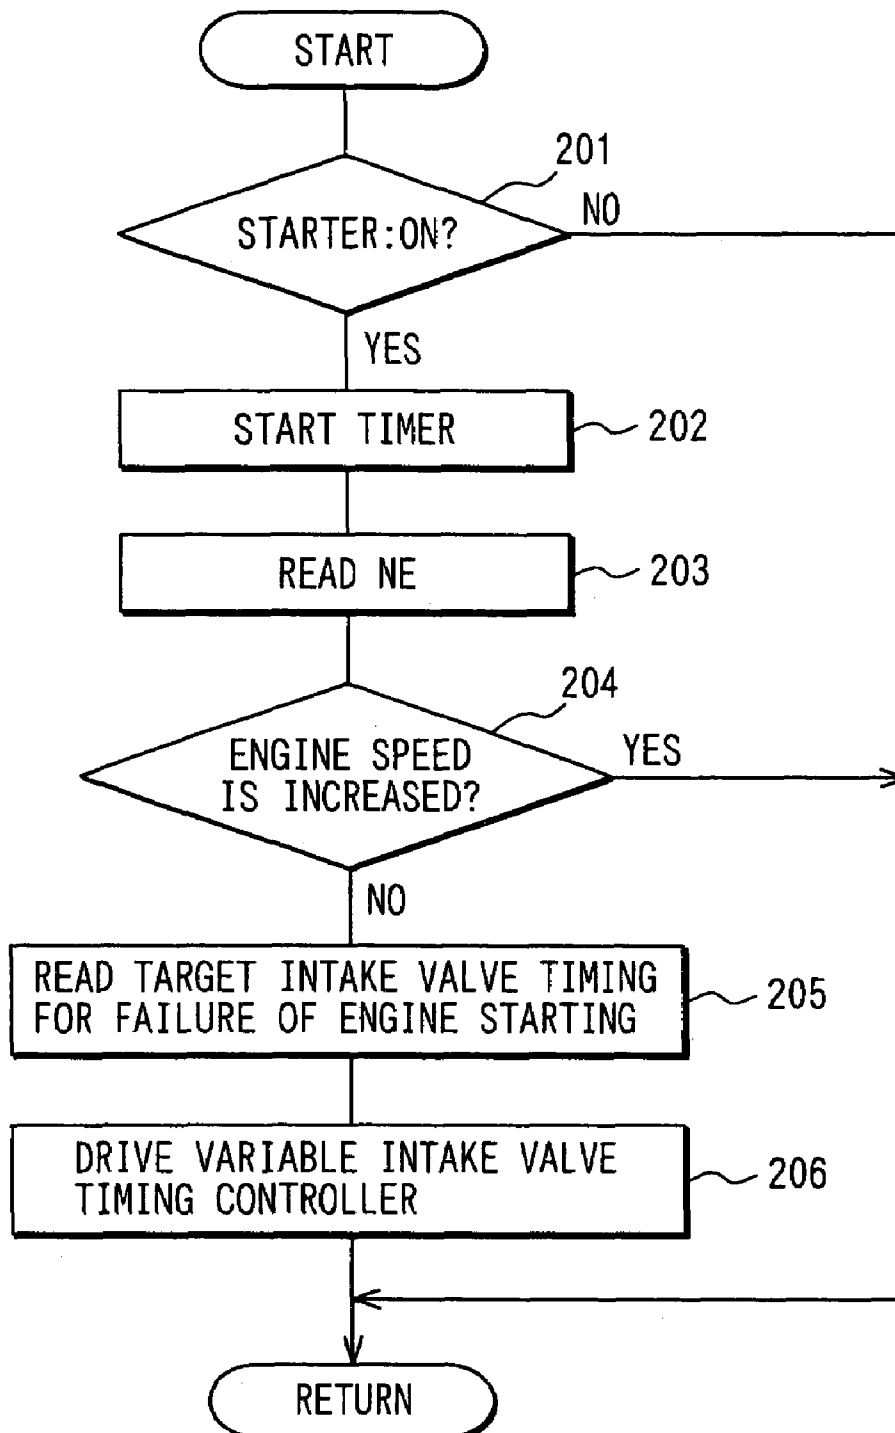 START
201
STARTER:ON?
NO
YES
START TIMER
202
READ NE
203
204
ENGINE SPEED
IS INCREASED?
YES
NO
READ TARGET INTAKE VALVE TIMING
FOR FAILURE OF ENGINE STARTING
205
DRIVE VARIABLE INTAKE VALVE
TIMING CONTROLLER
206
RETURN